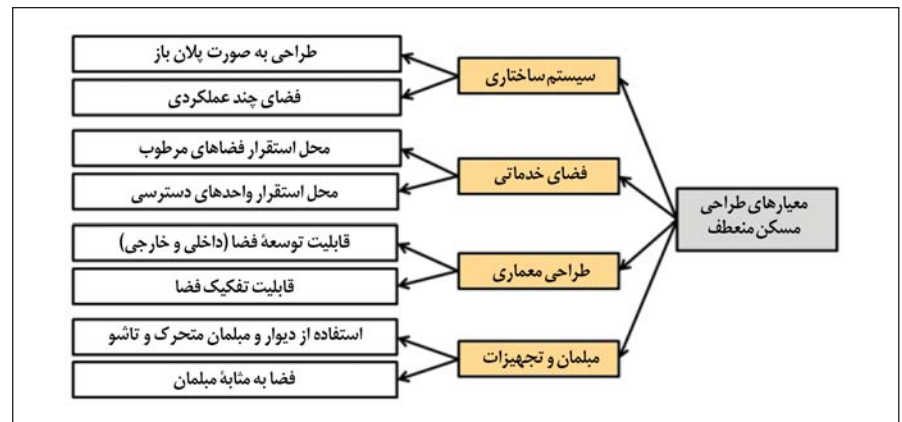 معیارهای طراحی
مسکن منعطف
سیستم ساختاری
طراحی به صورت پلان باز
فضای چند عملکردی
فضای خدماتی
محل استقرار فضاهای مرطوب
محل استقرار واحدهای دسترسی
طراحی معماری
قابلیت توسعهٔ فضا (داخلی و خارجی)
قابلیت تفکیک فضا
مبلمان و تجهیزات
استفاده از دیوار و مبلمان متحرک و تاشو
فضا به مثابهٔ مبلمان